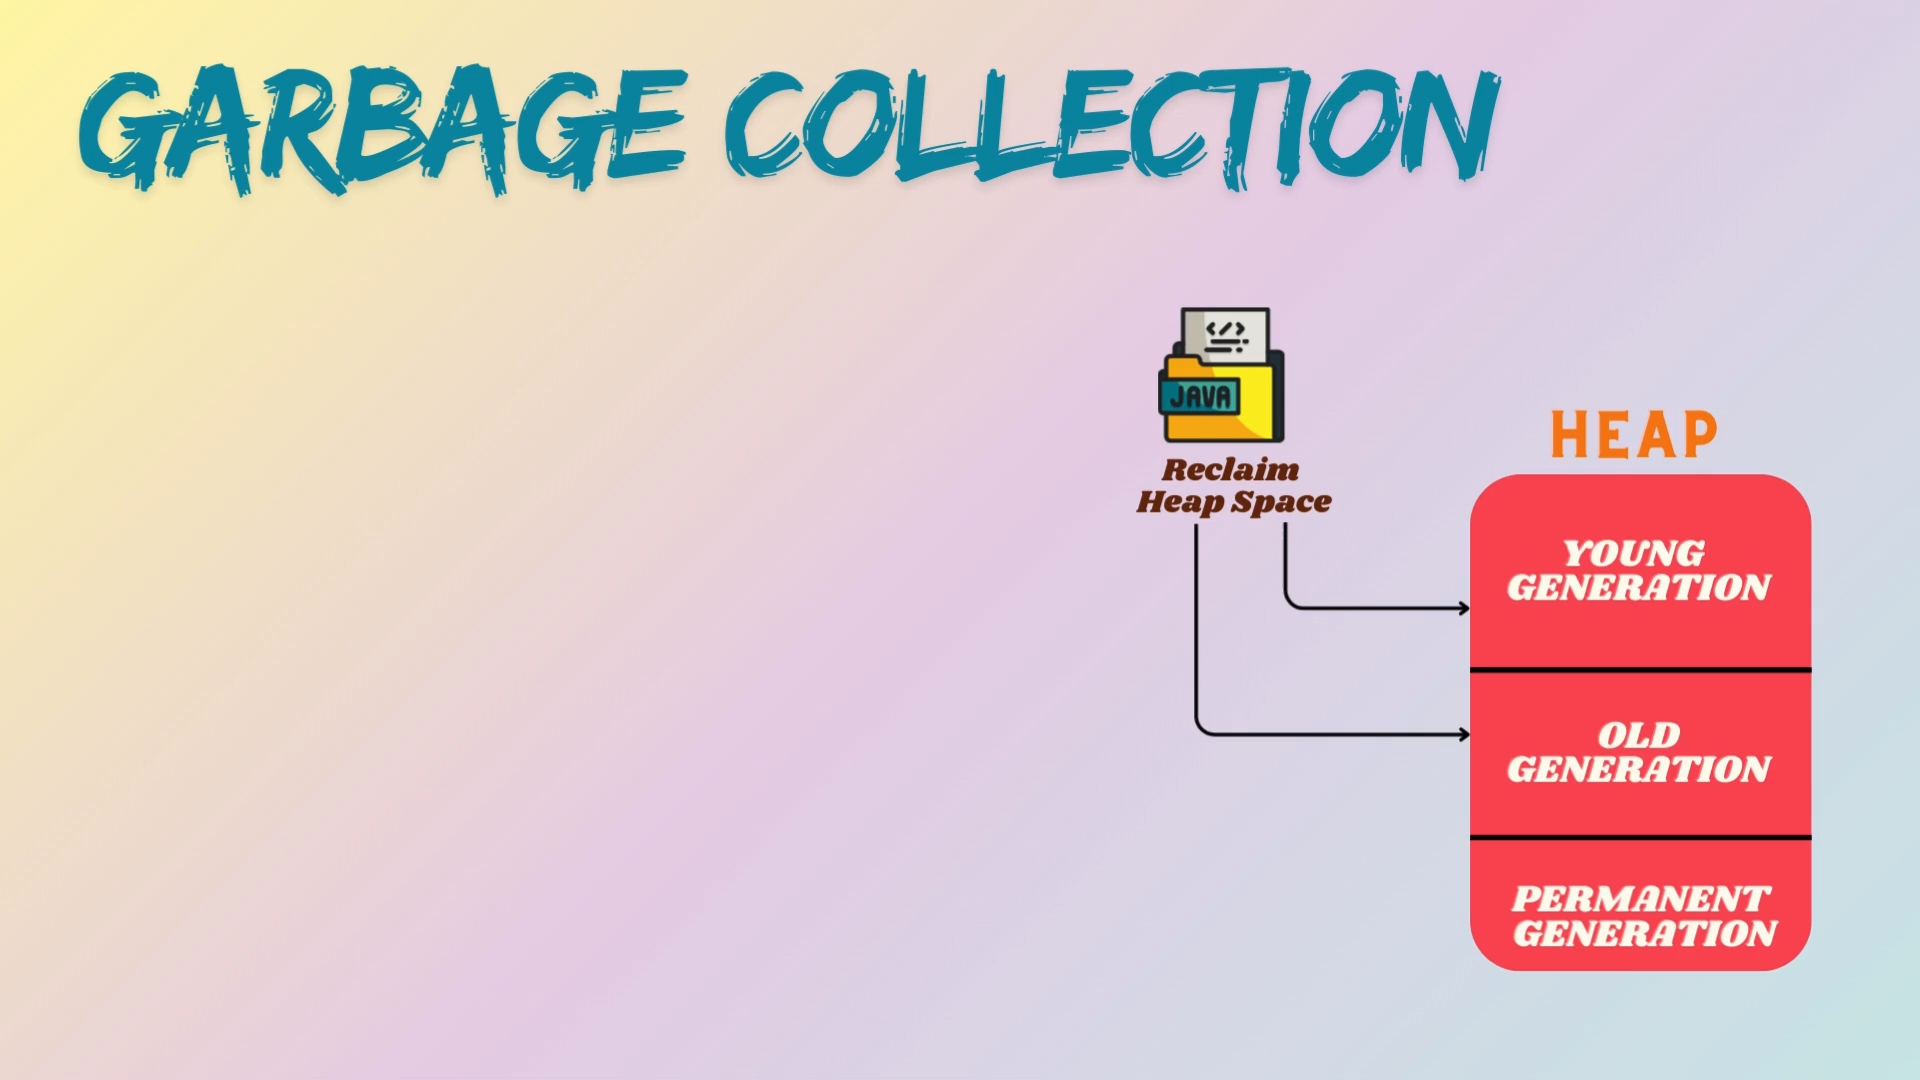 GARBAGE COLLECTION
</>
JAVA
Reclaim
Heap Space
HEAP
YOUNG
GENERATION
OLD
GENERATION
PERMANENT
GENERATION